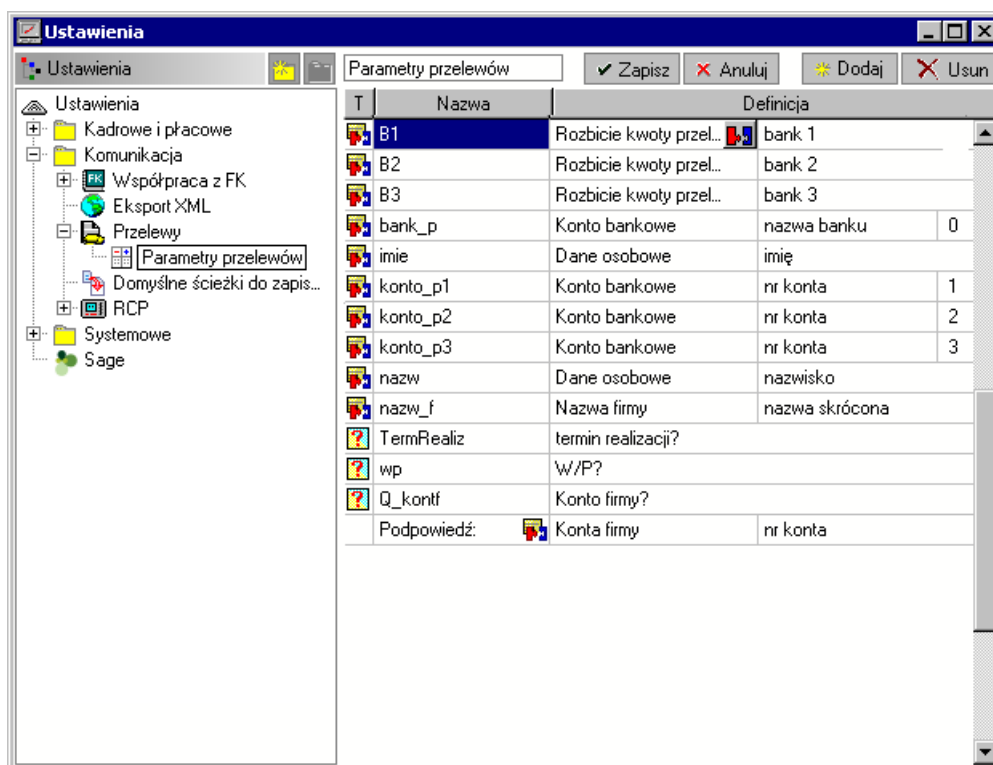 Ustawienia
Ustawienia
Parametry przelewów Zapisz Anuluj Dodaj Usun
Ustawienia
Kadrowe i płacowe
Komunikacja
FK Współpraca z FK
Eksport XML
Przelewy
Parametry przelewów
Domyślne ścieżki do zapis...
RCP
Systemowe
Sage
T Nazwa Definicja
B1 Rozbicie kwoty przel... bank 1
B2 Rozbicie kwoty przel... bank 2
B3 Rozbicie kwoty przel... bank 3
bank_p Konto bankowe nazwa banku 0
imie Dane osobowe imię
konto_p1 Konto bankowe nr konta 1
konto_p2 Konto bankowe nr konta 2
konto_p3 Konto bankowe nr konta 3
nazw Dane osobowe nazwisko
nazw_f Nazwa firmy nazwa skrócona
? TermRealiz termin realizacji?
? wp W/P?
? Q_kontf Konto firmy?
Podpowiedź: Konta firmy nr konta